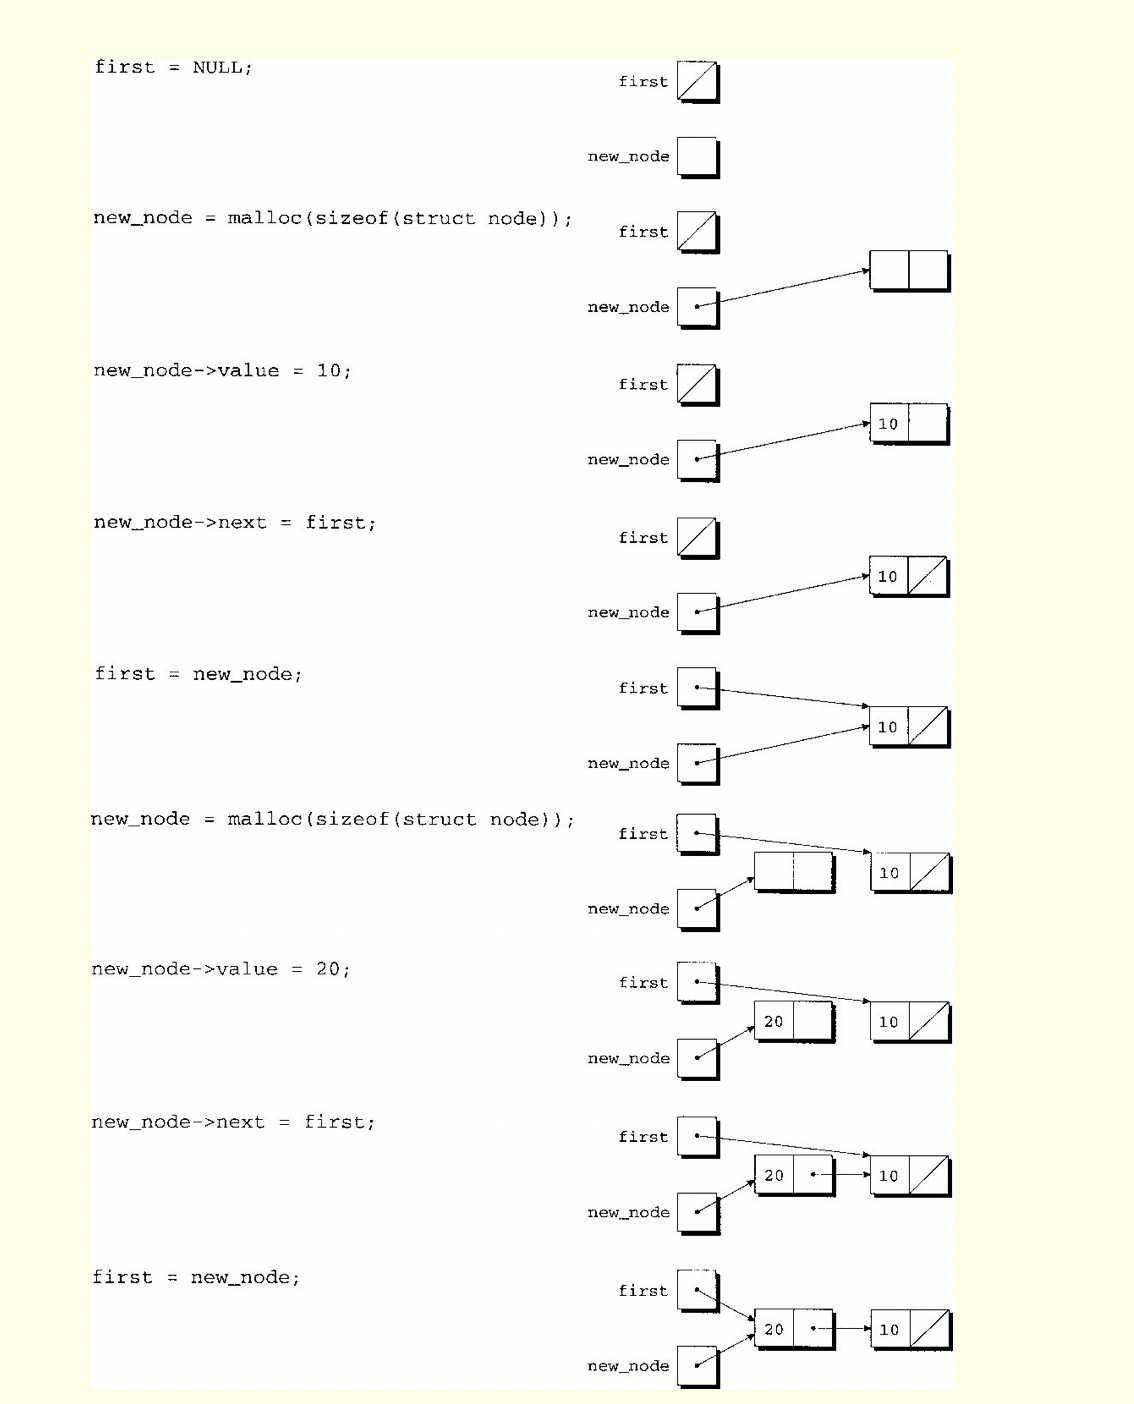 first = NULL;
first
new_node
new_node = malloc(sizeof(struct node));
first
new_node
new_node->value = 10;
first
10
new_node
new_node->next = first;
first
10
new_node
first = new_node;
first
10
new_node
new_node = malloc(sizeof(struct node));
first
10
new_node
new_node->value = 20;
first
20 10
new_node
new_node->next = first;
first
20 10
new_node
first = new_node;
first
20 10
new_node